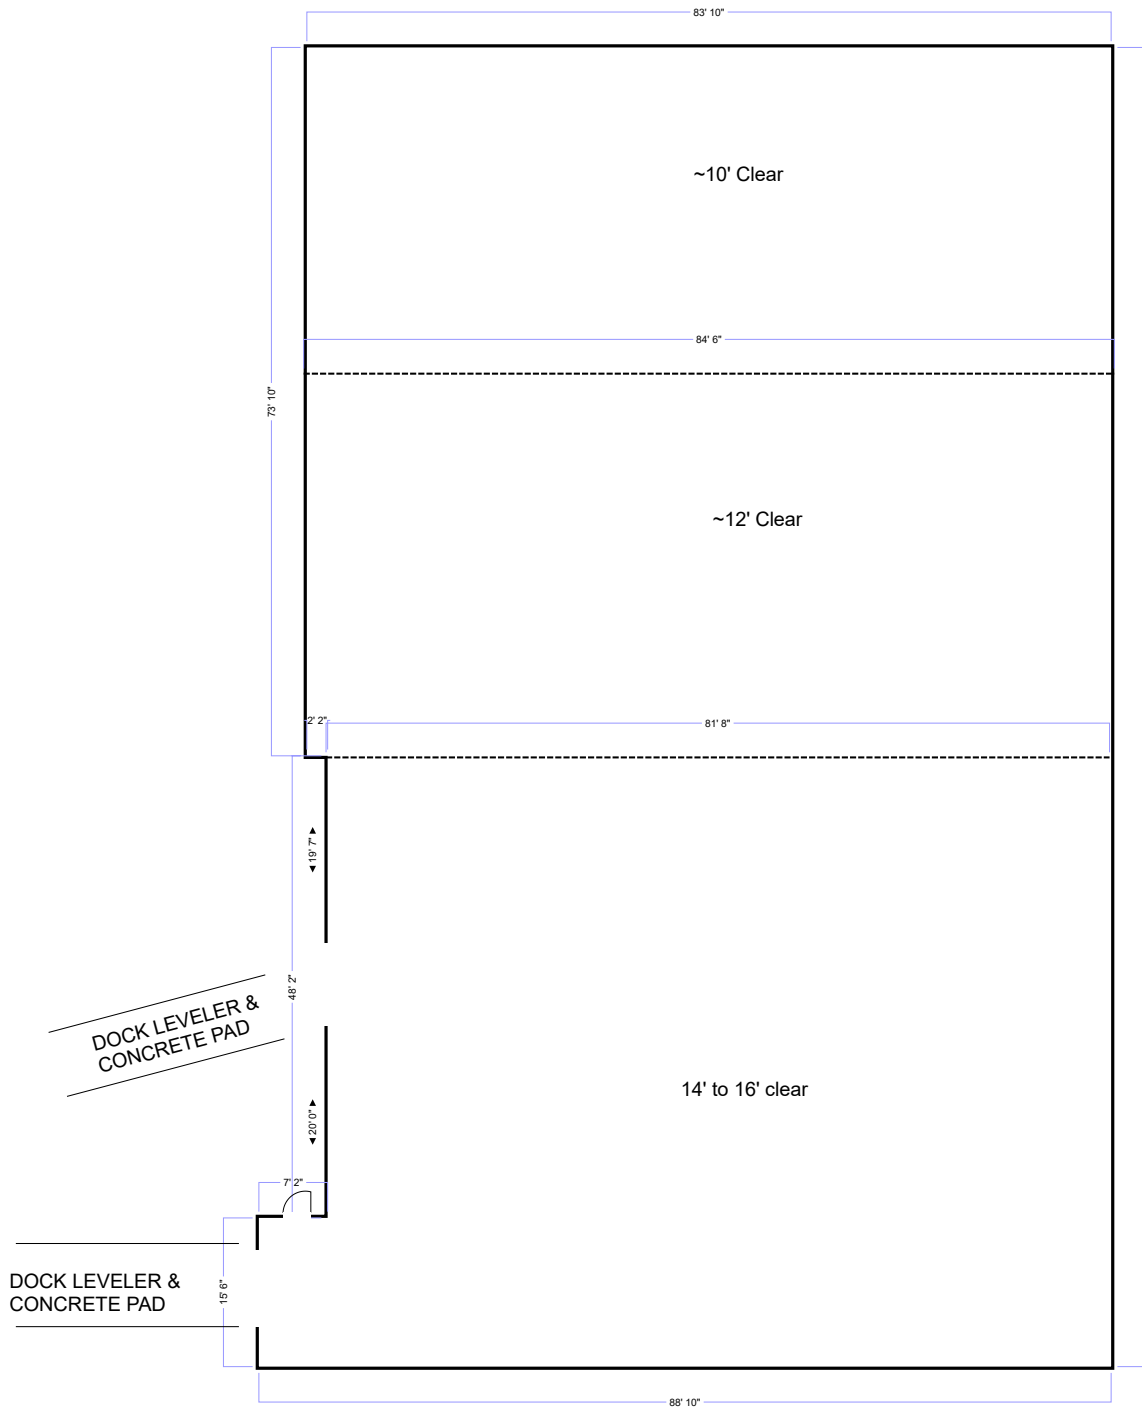 83' 10"
~10' Clear
84' 6"
73' 10"
~12' Clear
2' 2"
81' 8"
19' 7"
48' 2"
DOCK LEVELER &
CONCRETE PAD
14' to 16' clear
20' 0"
7' 2"
DOCK LEVELER &
CONCRETE PAD
15' 6"
88' 10"